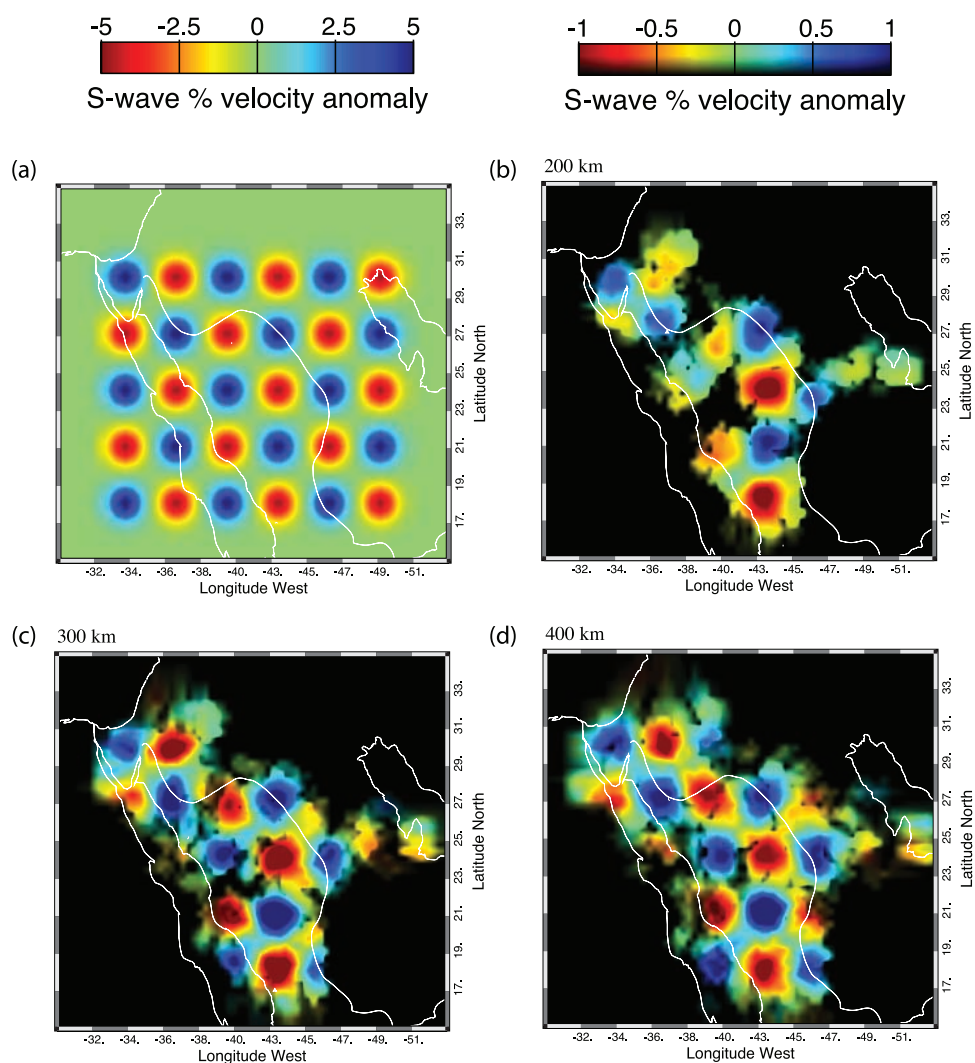 -5 -2.5 0 2.5 5
S-wave % velocity anomaly
-1 -0.5 0 0.5 1
S-wave % velocity anomaly
(a)
33.
31.
29.
27.
25.
23.
21.
19.
17.
Latitude North
-32. -34. -36. -38. -40. -43. -45. -47. -49. -51.
Longitude West
(b) 200 km
33.
31.
29.
27.
25.
23.
21.
19.
17.
Latitude North
-32. -34. -36. -38. -40. -43. -45. -47. -49. -51.
Longitude West
(c) 300 km
33.
31.
29.
27.
25.
23.
21.
19.
17.
Latitude North
-32. -34. -36. -38. -40. -43. -45. -47. -49. -51.
Longitude West
(d) 400 km
33.
31.
29.
27.
25.
23.
21.
19.
17.
Latitude North
-32. -34. -36. -38. -40. -43. -45. -47. -49. -51.
Longitude West